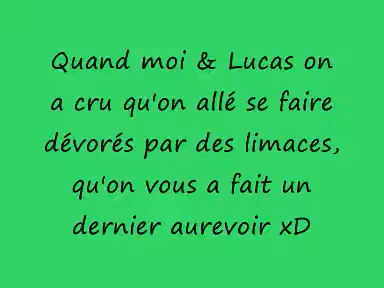 Quand moi & Lucas on
a cru qu'on allé se faire
dévorés par des limaces,
qu'on vous a fait un
dernier aurevoir xD